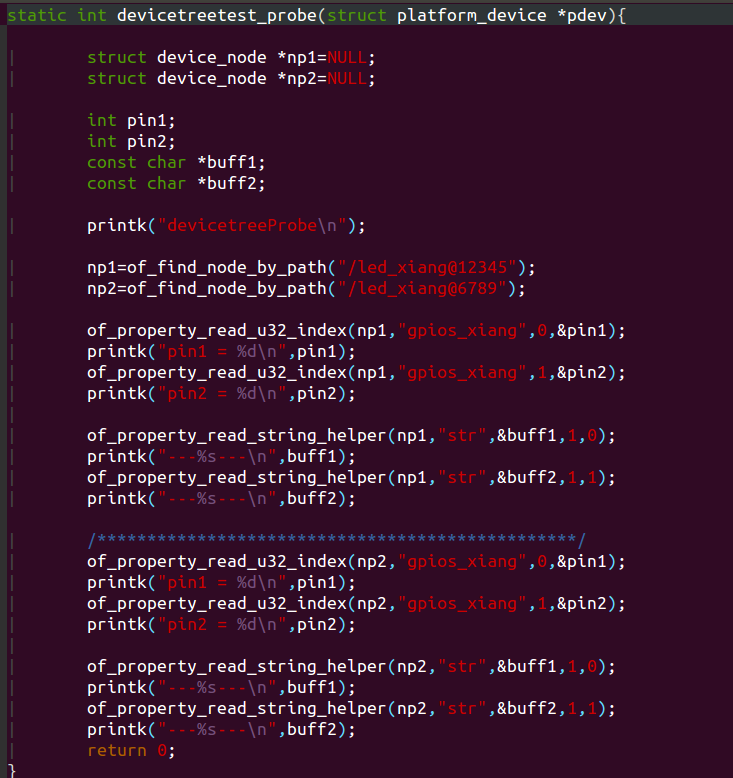 static int devicetreetest_probe(struct platform_device *pdev){
struct device_node *np1=NULL;
struct device_node *np2=NULL;
int pin1;
int pin2;
const char *buff1;
const char *buff2;
printk("devicetreeProbe\n");
np1=of_find_node_by_path("/led_xiang@12345");
np2=of_find_node_by_path("/led_xiang@6789");
of_property_read_u32_index(np1,"gpios_xiang",0,&pin1);
printk("pin1 = %d\n",pin1);
of_property_read_u32_index(np1,"gpios_xiang",1,&pin2);
printk("pin2 = %d\n",pin2);
of_property_read_string_helper(np1,"str",&buff1,1,0);
printk("---%s---\n",buff1);
of_property_read_string_helper(np1,"str",&buff2,1,1);
printk("---%s---\n",buff2);
/************************************************/
of_property_read_u32_index(np2,"gpios_xiang",0,&pin1);
printk("pin1 = %d\n",pin1);
of_property_read_u32_index(np2,"gpios_xiang",1,&pin2);
printk("pin2 = %d\n",pin2);
of_property_read_string_helper(np2,"str",&buff1,1,0);
printk("---%s---\n",buff1);
of_property_read_string_helper(np2,"str",&buff2,1,1);
printk("---%s---\n",buff2);
return 0;
}